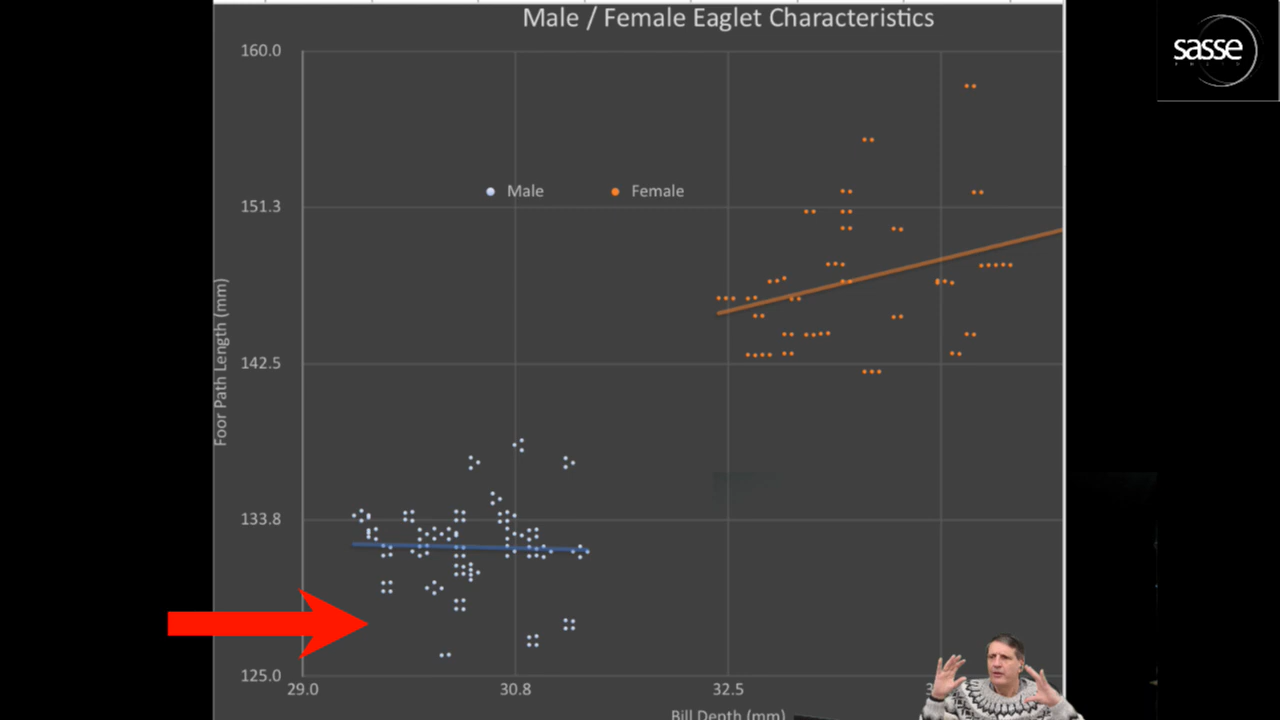 Male / Female Eaglet Characteristics
sasse
160.0
Male
Female
151.3
Foor Path Length (mm)
142.5
133.8
125.0
29.0
30.8
32.5
Bill Depth (mm)